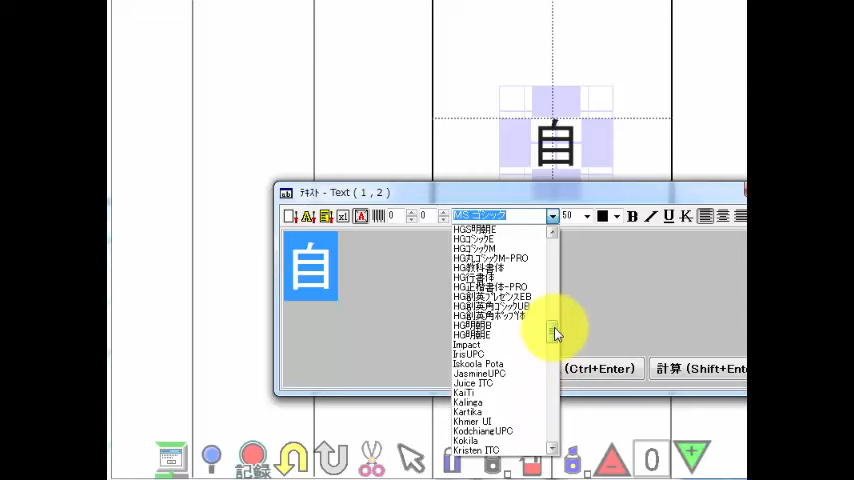 自
テキスト - Text ( 1 , 2 )
0 0 MS ゴシック 50 B U K
自
HGS明朝E
HGゴシックE
HGゴシックM
HG丸ゴシックM-PRO
HG教科書体
HG行書体
HG正楷書体-PRO
HG創英プレゼンスEB
HG創英角ゴシックUB
HG創英角ポップ体
HG明朝B
HG明朝E
Impact
IrisUPC
Iskoola Pota
JasmineUPC
Juice ITC
KaiTi
Kalinga
Kartika
Khmer UI
KodchiangUPC
Kokila
Kristen ITC
(Ctrl+Enter)
計算 (Shift+Ente
記録
0